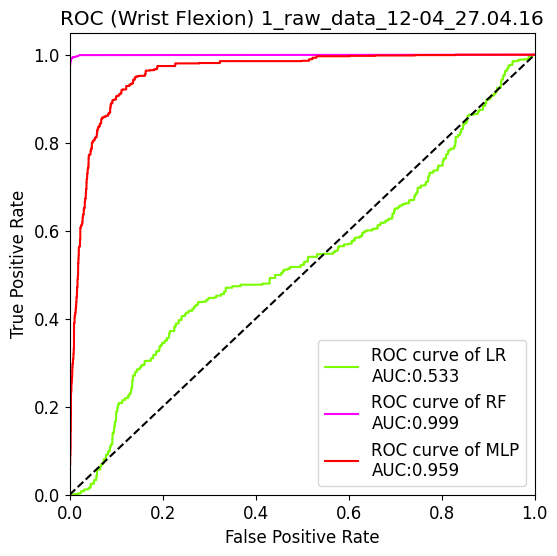 ROC (Wrist Flexion) 1_raw_data_12-04_27.04.16
1.0
0.8
0.6
0.4
0.2
0.0
True Positive Rate
ROC curve of LR
AUC:0.533
ROC curve of RF
AUC:0.999
ROC curve of MLP
AUC:0.959
0.0 0.2 0.4 0.6 0.8 1.0
False Positive Rate